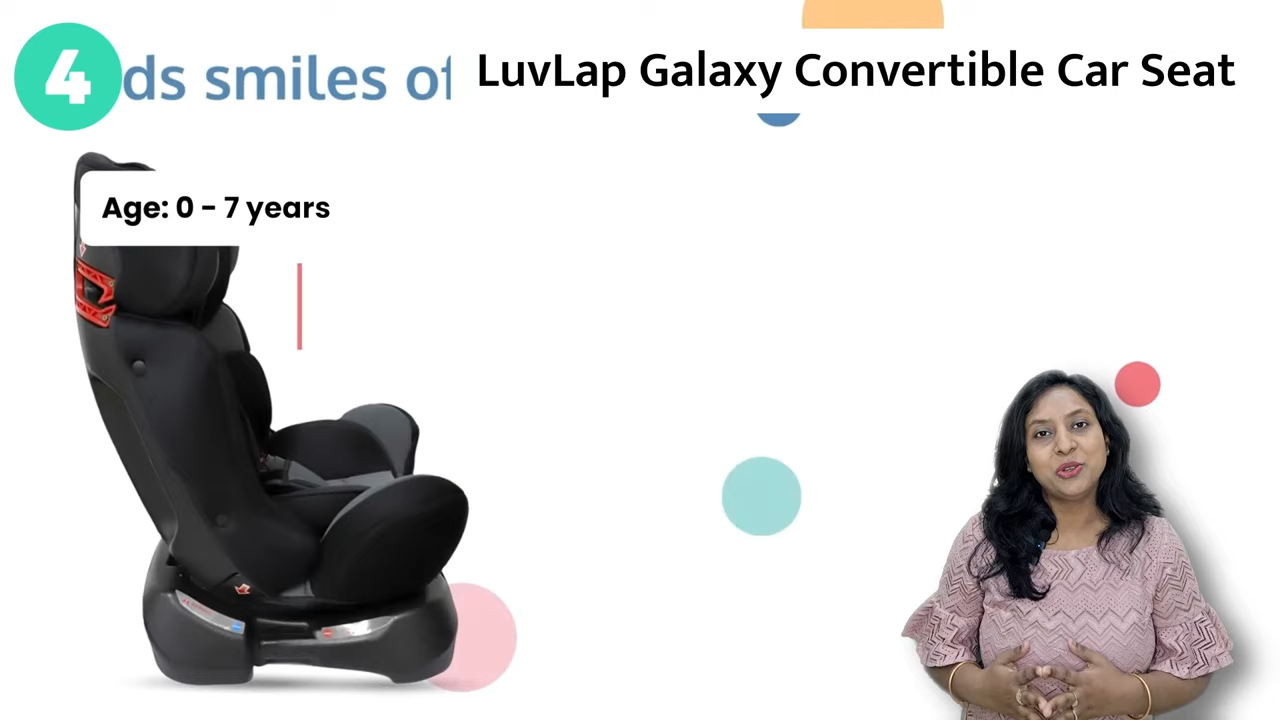 4
ds smiles of
LuvLap Galaxy Convertible Car Seat
Age: 0 - 7 years